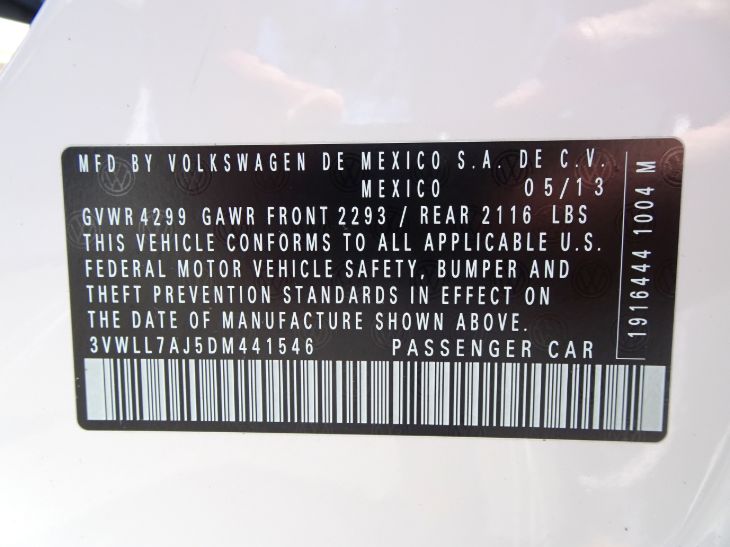 MFD BY VOLKSWAGEN DE MEXICO S.A. DE C.V.
MEXICO 05/13
GVWR 4299 GAWR FRONT 2293 / REAR 2116 LBS
THIS VEHICLE CONFORMS TO ALL APPLICABLE U.S.
FEDERAL MOTOR VEHICLE SAFETY, BUMPER AND
THEFT PREVENTION STANDARDS IN EFFECT ON
THE DATE OF MANUFACTURE SHOWN ABOVE.
3VWLL7AJ5DM441546 PASSENGER CAR
1916444 1004 M